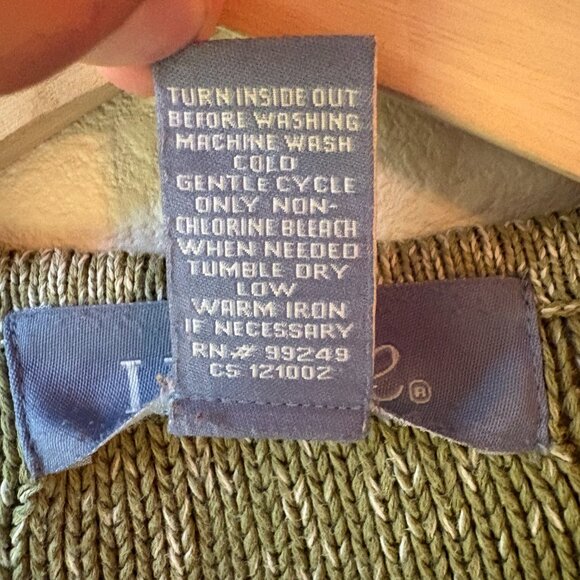 TURN INSIDE OUT
BEFORE WASHING
MACHINE WASH
COLD
GENTLE CYCLE
ONLY NON-
CHLORINE BLEACH
WHEN NEEDED
TUMBLE DRY
LOW
WARM IRON
IF NECESSARY
RN# 99249
CS 121002
®